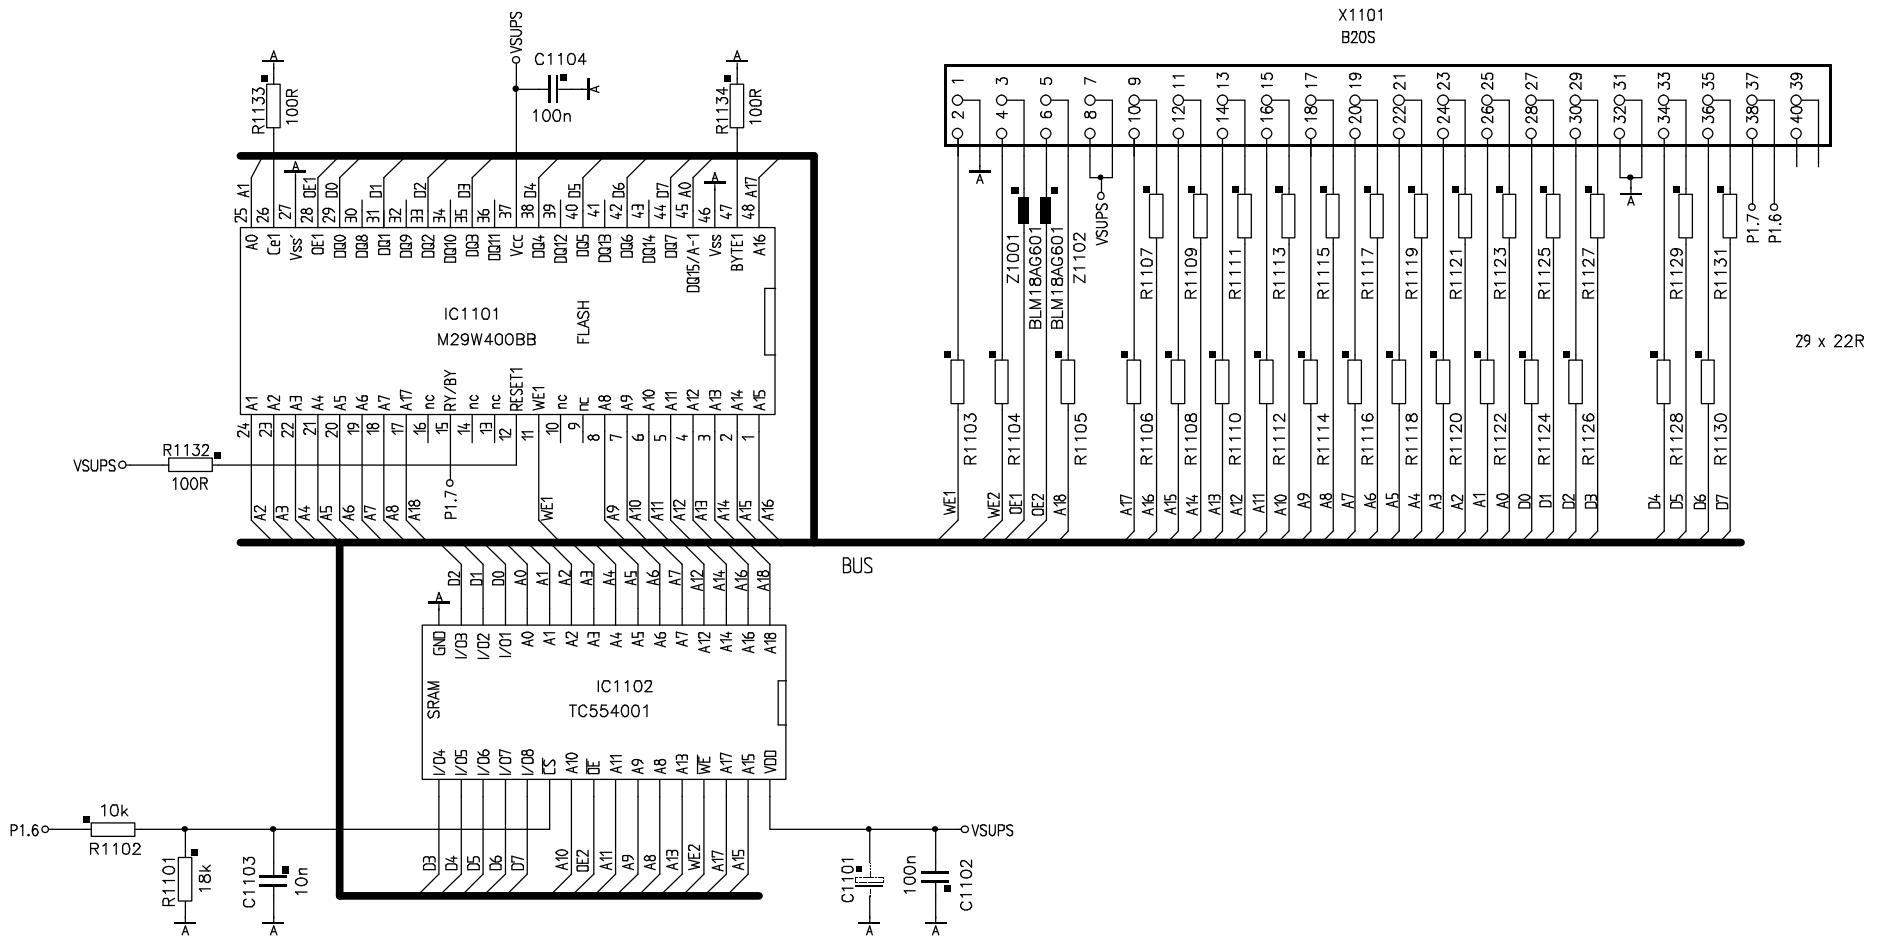 X1101
B20S
1 3 5 7 9 11 13 15 17 19 21 23 25 27 29 31 33 35 37 39
2 4 6 8 10 12 14 16 18 20 22 24 26 28 30 32 34 36 38 40
VSUPS
C1104
100n
A
A
A
R1133
100R
R1134
100R
A
A
A1 OE1 D0 D1 D2 D3 D4 D5 D6 D7 A0 A17
25 26 27 28 29 30 31 32 33 34 35 36 37 38 39 40 41 42 43 44 45 46 47 48
A0 Ce1 Vss' OE1 DQ0 DQ8 DQ1 DQ9 DQ2 DQ10 DQ3 DQ11 Vcc DQ4 DQ12 DQ5 DQ13 DQ6 DQ14 DQ7 DQ15/A-1 Vss BYTE1 A16
IC1101
M29W400BB
FLASH
A1 A2 A3 A4 A5 A6 A7 A17 nc RY/BY nc nc RESET1 WE1 nc nc A8 A9 A10 A11 A12 A13 A14 A15
24 23 22 21 20 19 18 17 16 15 14 13 12 11 10 9 8 7 6 5 4 3 2 1
VSUPS
R1132
100R
P1.7
A2 A3 A4 A5 A6 A7 A8 A18 WE1 A9 A10 A11 A12 A13 A14 A15 A16
A
VSUPS
A
P1.7
P1.6
Z1001
BLM18AG601
BLM18AG601
Z1102
R1107 R1109 R1111 R1113 R1115 R1117 R1119 R1121 R1123 R1125 R1127 R1129 R1131
29 x 22R
R1103 R1104 R1105 R1106 R1108 R1110 R1112 R1114 R1116 R1118 R1120 R1122 R1124 R1126 R1128 R1130
WE1 WE2 OE1 OE2 A18 A17 A16 A15 A14 A13 A12 A11 A10 A9 A8 A7 A6 A5 A4 A3 A2 A1 A0 D0 D1 D2 D3 D4 D5 D6 D7
BUS
D2 D1 D0 A0 A1 A2 A3 A4 A5 A6 A7 A12 A14 A16 A18
A
GND I/O3 I/O2 I/O1 A0 A1 A2 A3 A4 A5 A6 A7 A12 A14 A16 A18
SRAM
IC1102
TC554001
I/O4 I/O5 I/O6 I/O7 I/O8 CS A10 OE A11 A9 A8 A13 WE A17 A15 VDD
P1.6
10k
R1102
R1101
18k
C1103
10n
A
A
D3 D4 D5 D6 D7 A10 OE2 A11 A9 A8 A13 WE2 A17 A15
VSUPS
C1101
100n
C1102
A
A